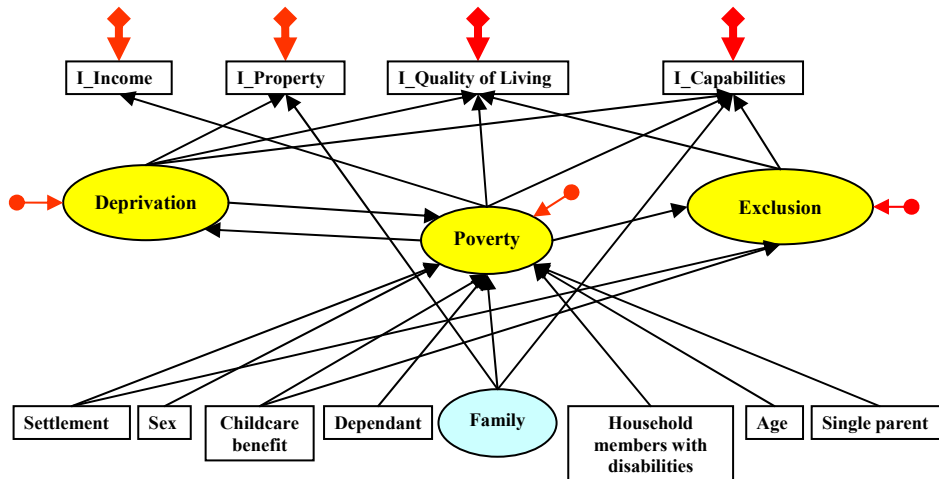 I_Income
I_Property
I_Quality of Living
I_Capabilities
Deprivation
Poverty
Exclusion
Settlement
Sex
Childcare
benefit
Dependant
Family
Household
members with
disabilities
Age
Single parent